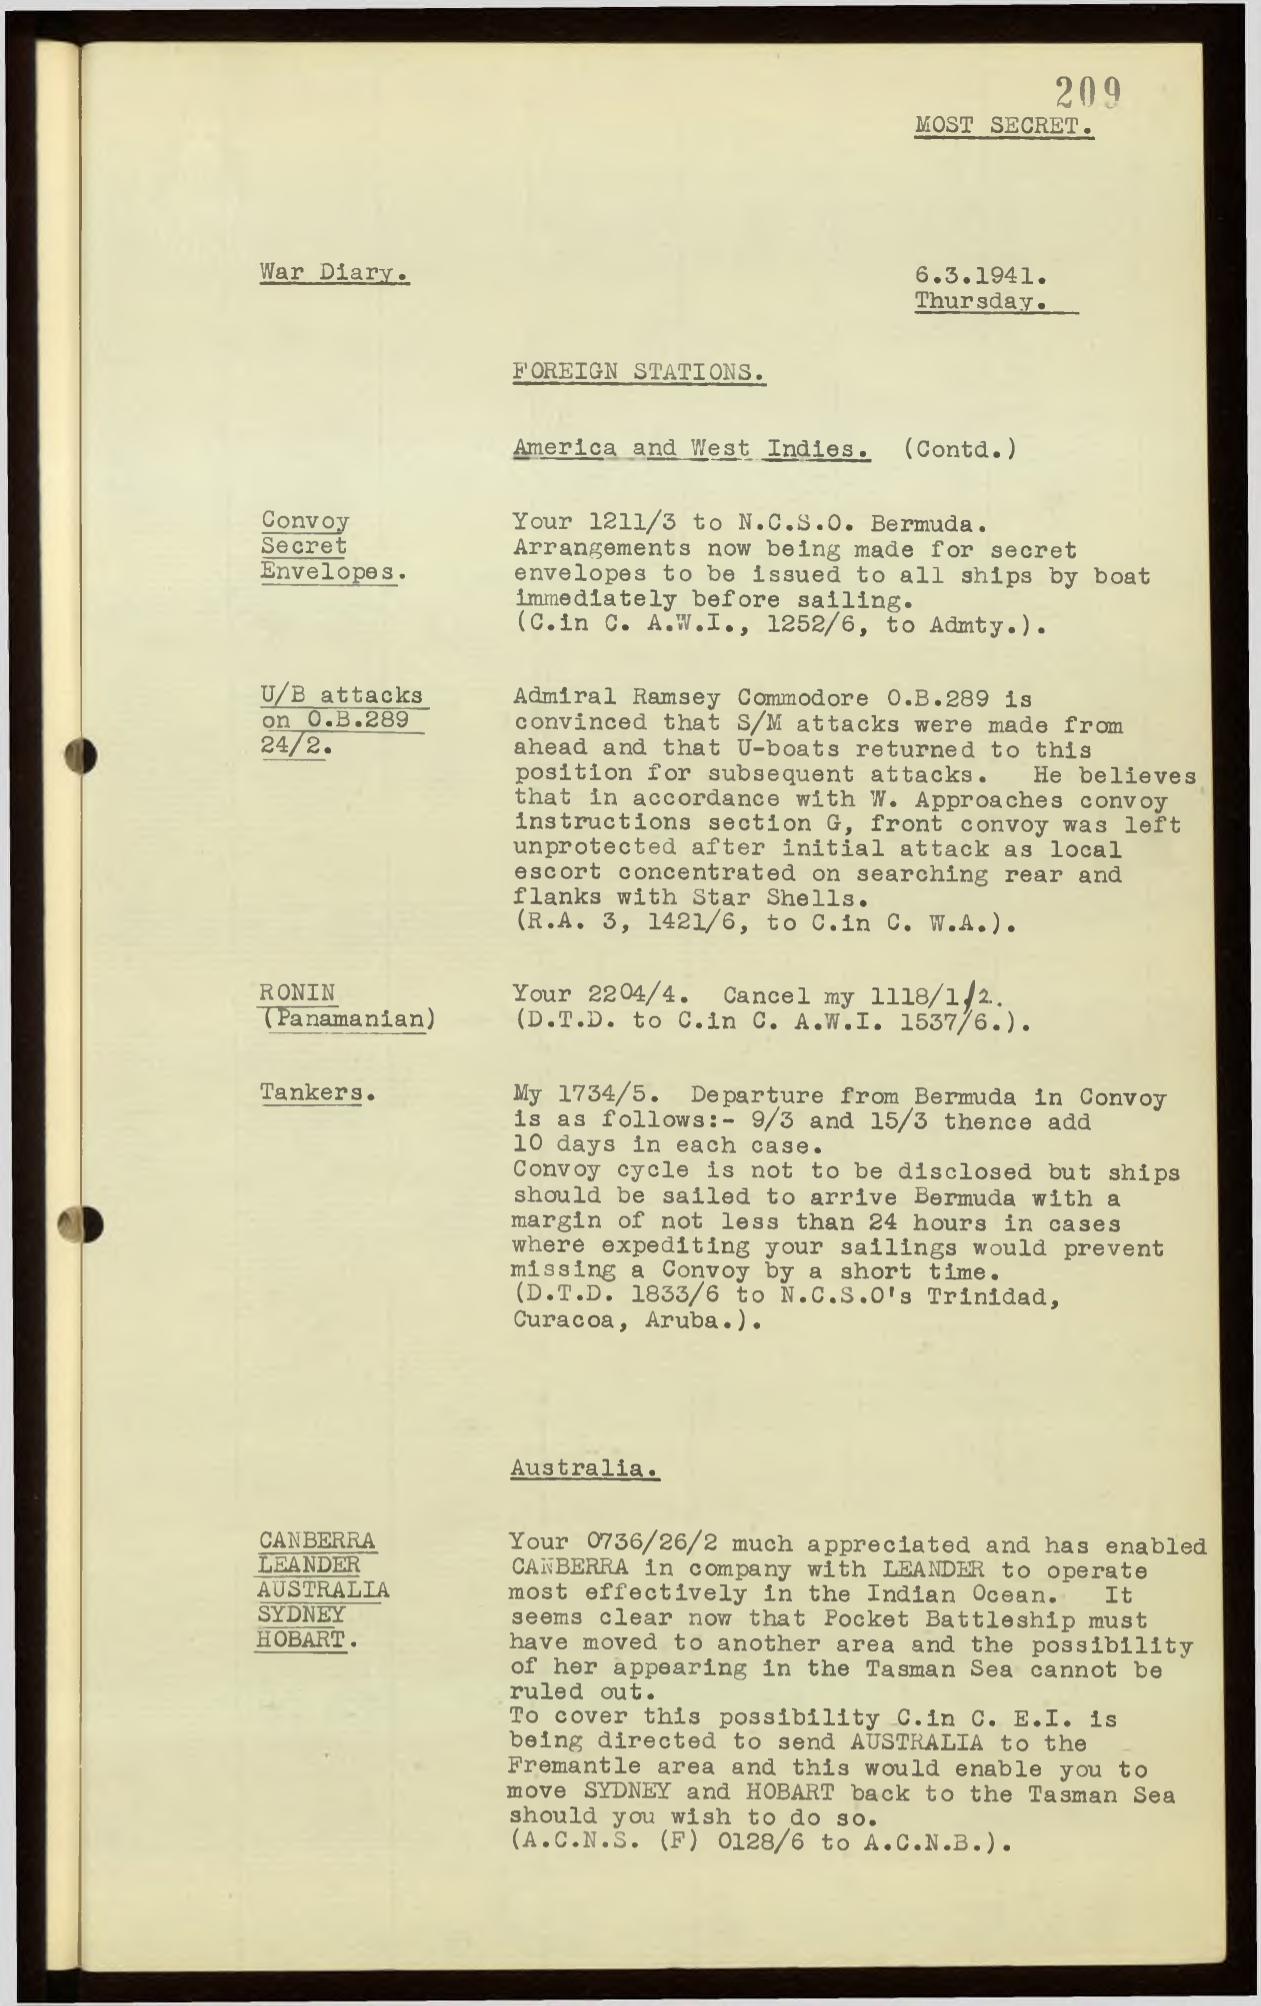 209
MOST SECRET.
War Diary.
6.3.1941.
Thursday.
FOREIGN STATIONS.
America and West Indies. (Contd.)
Convoy
Secret
Envelopes.
Your 1211/3 to N.C.S.O. Bermuda.
Arrangements now being made for secret
envelopes to be issued to all ships by boat
immediately before sailing.
(C.in C. A.W.I., 1252/6, to Admty.).
U/B attacks
on O.B.289
24/2.
Admiral Ramsey Commodore O.B.289 is
convinced that S/M attacks were made from
ahead and that U-boats returned to this
position for subsequent attacks. He believes
that in accordance with W. Approaches convoy
instructions section G, front convoy was left
unprotected after initial attack as local
escort concentrated on searching rear and
flanks with Star Shells.
(R.A. 3, 1421/6, to C.in C. W.A.).
RONIN
(Panamanian)
Your 2204/4. Cancel my 1118/1/2.
(D.T.D. to C.in C. A.W.I. 1537/6.).
Tankers.
My 1734/5. Departure from Bermuda in Convoy
is as follows:- 9/3 and 15/3 thence add
10 days in each case.
Convoy cycle is not to be disclosed but ships
should be sailed to arrive Bermuda with a
margin of not less than 24 hours in cases
where expediting your sailings would prevent
missing a Convoy by a short time.
(D.T.D. 1833/6 to N.C.S.O's Trinidad,
Curacoa, Aruba.).
Australia.
CANBERRA
LEANDER
AUSTRALIA
SYDNEY
HOBART.
Your 0736/26/2 much appreciated and has enabled
CANBERRA in company with LEANDER to operate
most effectively in the Indian Ocean. It
seems clear now that Pocket Battleship must
have moved to another area and the possibility
of her appearing in the Tasman Sea cannot be
ruled out.
To cover this possibility C.in C. E.I. is
being directed to send AUSTRALIA to the
Fremantle area and this would enable you to
move SYDNEY and HOBART back to the Tasman Sea
should you wish to do so.
(A.C.N.S. (F) 0128/6 to A.C.N.B.).